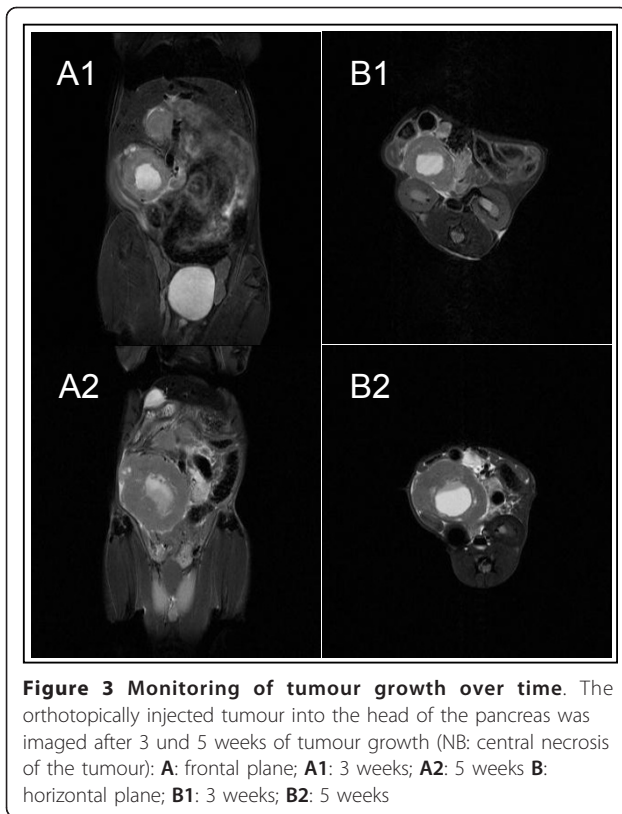 A1
B1
A2
B2
Figure 3 Monitoring of tumour growth over time. The
orthotopically injected tumour into the head of the pancreas was
imaged after 3 und 5 weeks of tumour growth (NB: central necrosis
of the tumour): A: frontal plane; A1: 3 weeks; A2: 5 weeks B:
horizontal plane; B1: 3 weeks; B2: 5 weeks